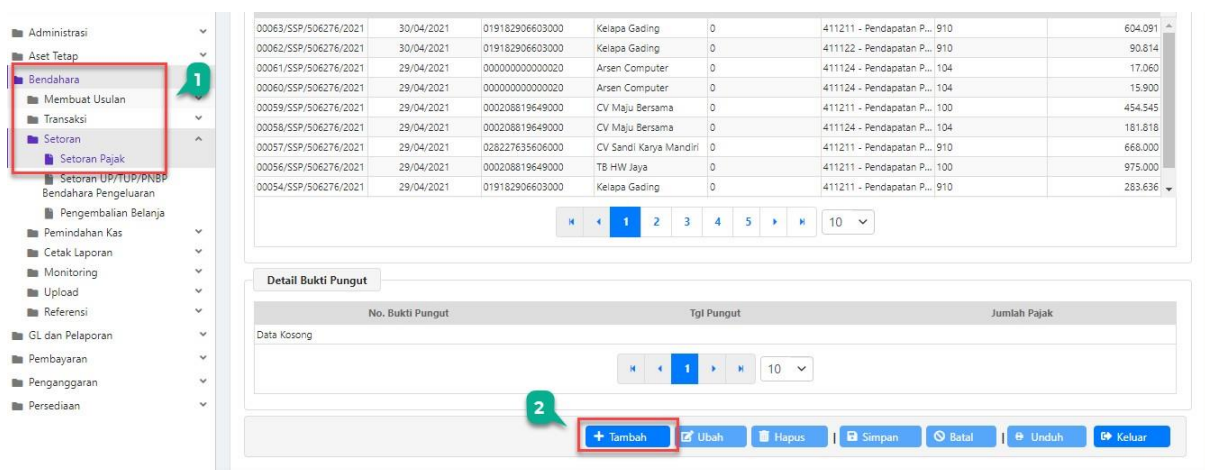 Administrasi
Aset Tetap
Bendahara
1
Membuat Usulan
Transaksi
Setoran
Setoran Pajak
Setoran UP/TUP/PNBP
Bendahara Pengeluaran
Pengembalian Belanja
Pemindahan Kas
Cetak Laporan
Monitoring
Upload
Referensi
GL dan Pelaporan
Pembayaran
Penganggaran
Persediaan
00063/SSP/506276/2021 30/04/2021 019182906603000 Kelapa Gading 0 411211 - Pendapatan P... 910 604.091
00062/SSP/506276/2021 30/04/2021 019182906603000 Kelapa Gading 0 411122 - Pendapatan P... 910 90.814
00061/SSP/506276/2021 29/04/2021 000000000000020 Arsen Computer 0 411124 - Pendapatan P... 104 17.060
00060/SSP/506276/2021 29/04/2021 000000000000020 Arsen Computer 0 411124 - Pendapatan P... 104 15.900
00059/SSP/506276/2021 29/04/2021 000208819649000 CV Maju Bersama 0 411211 - Pendapatan P... 100 454.545
00058/SSP/506276/2021 29/04/2021 000208819649000 CV Maju Bersama 0 411124 - Pendapatan P... 104 181.818
00057/SSP/506276/2021 29/04/2021 028227635606000 CV Sandi Karya Mandiri 0 411211 - Pendapatan P... 910 668.000
00056/SSP/506276/2021 29/04/2021 000208819649000 TB HW Jaya 0 411211 - Pendapatan P... 100 975.000
00054/SSP/506276/2021 29/04/2021 019182906603000 Kelapa Gading 0 411211 - Pendapatan P... 910 283.636
1 2 3 4 5 10
Detail Bukti Pungut
No. Bukti Pungut Tgl Pungut Jumlah Pajak
Data Kosong
1 10
2
+ Tambah Ubah Hapus | Simpan Batal | Unduh Keluar